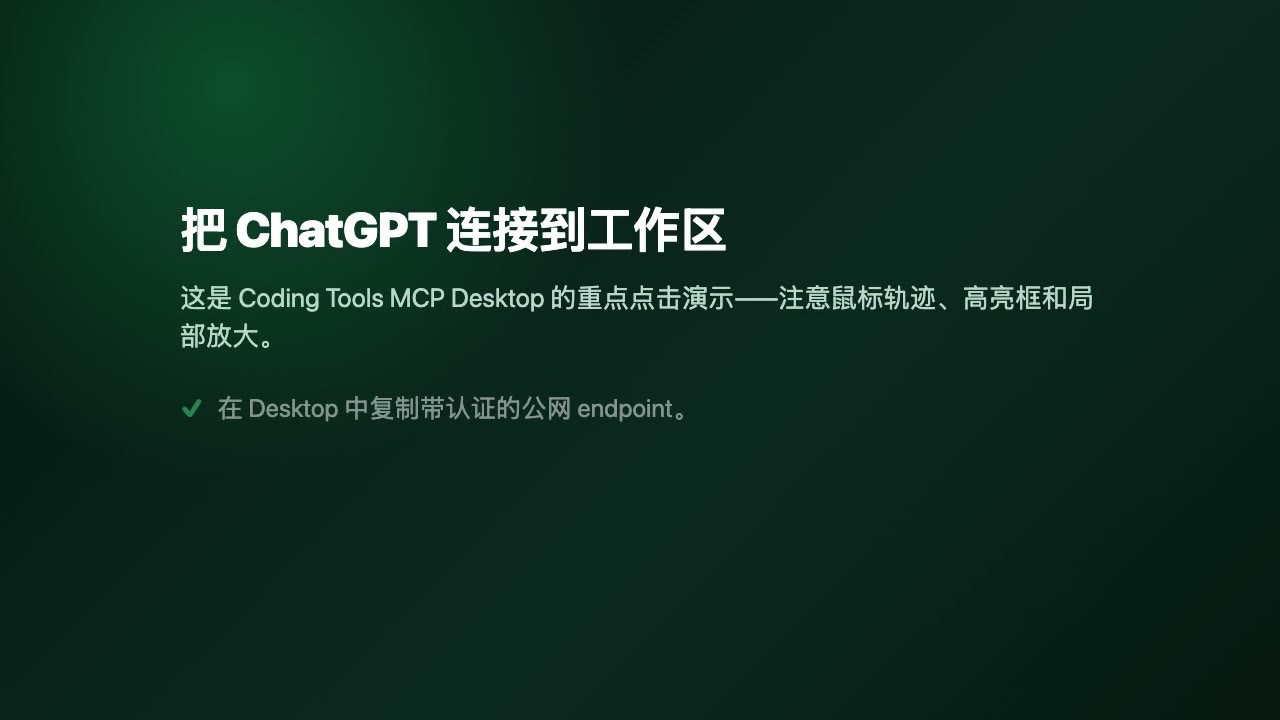 把 ChatGPT 连接到工作区
这是 Coding Tools MCP Desktop 的重点点击演示——注意鼠标轨迹、高亮框和局
部放大。
在 Desktop 中复制带认证的公网 endpoint。